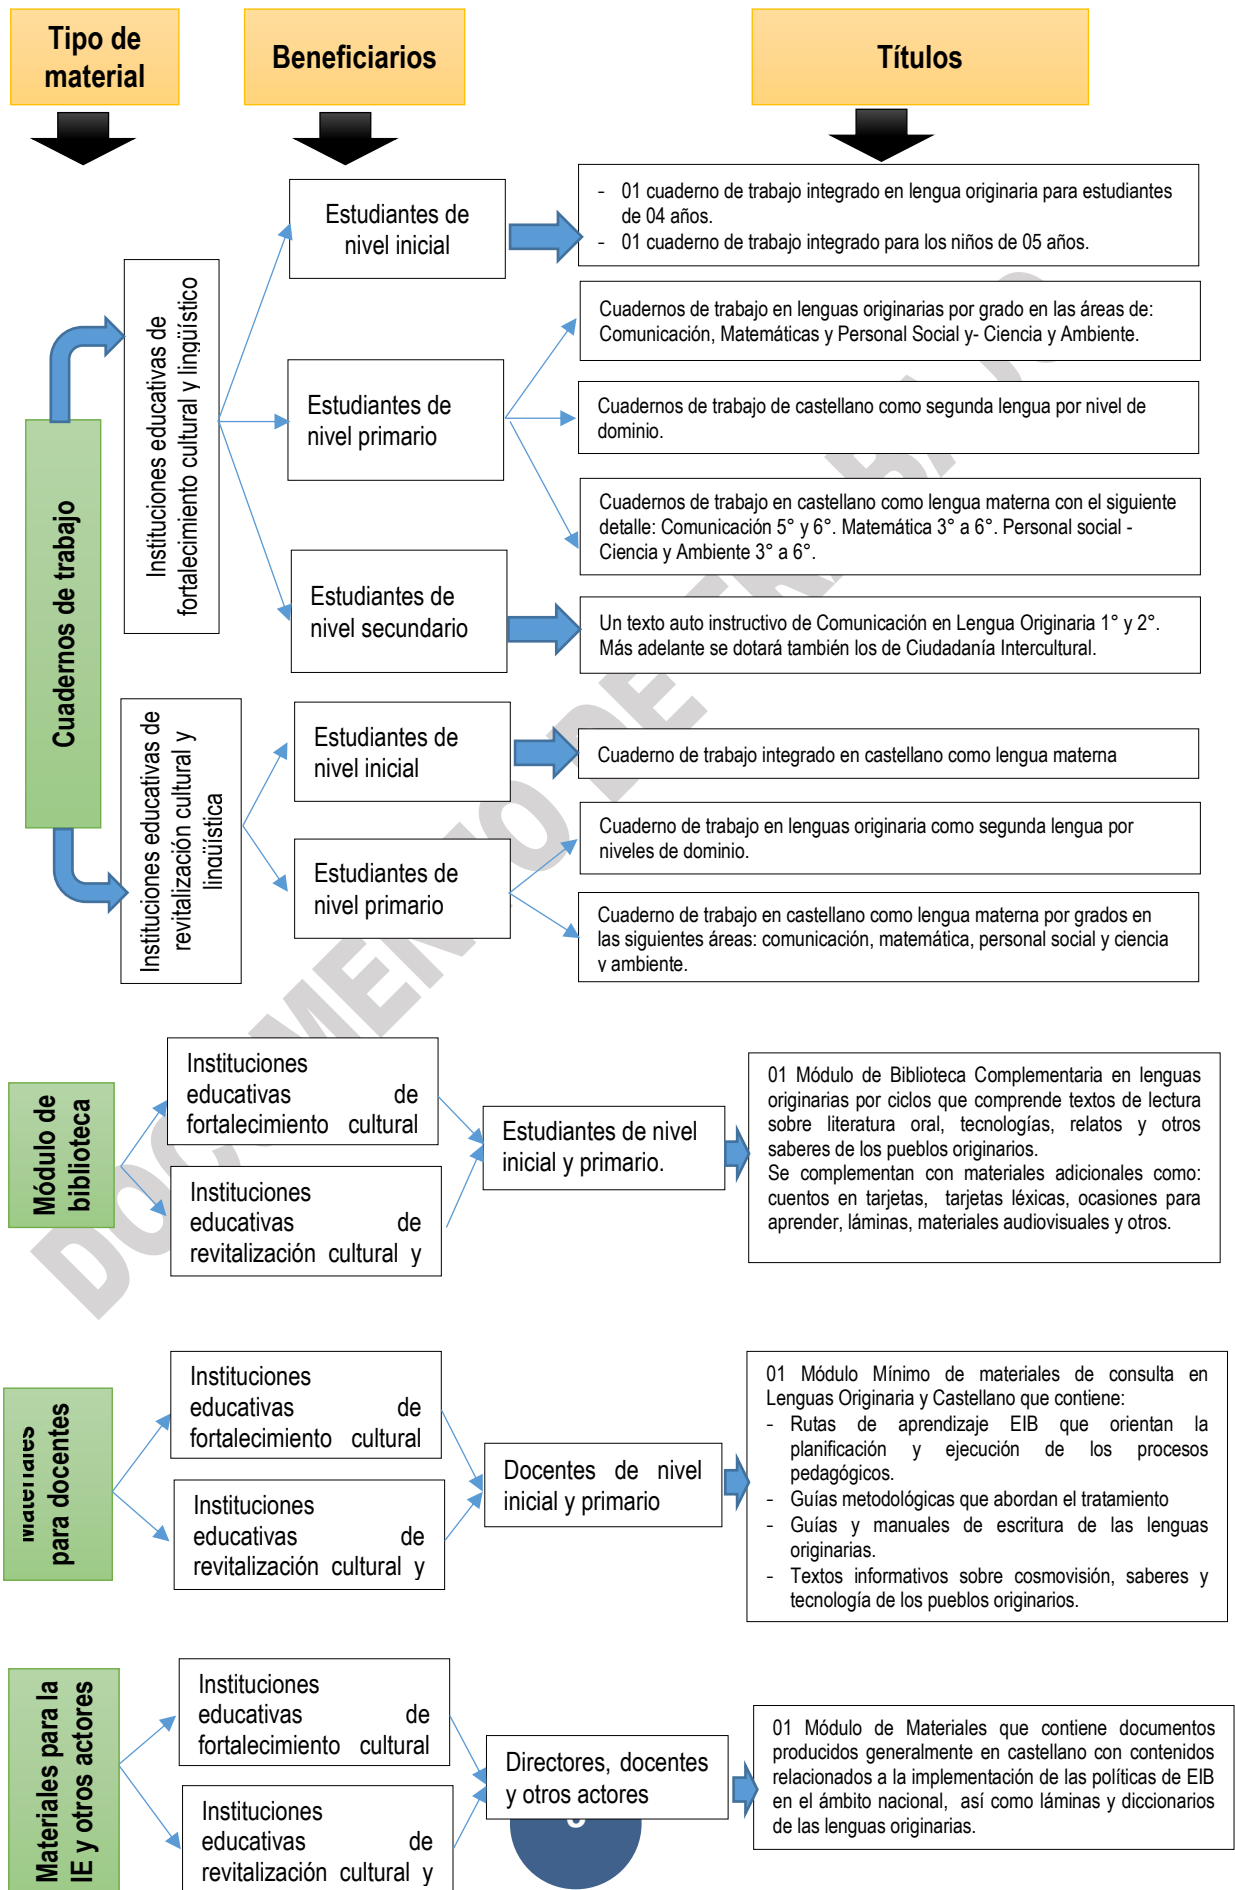 Tipo de
material
Beneficiarios
Títulos
Cuadernos de trabajo
Instituciones educativas de
fortalecimiento cultural y lingüístico
Estudiantes de
nivel inicial
- 01 cuaderno de trabajo integrado en lengua originaria para estudiantes
de 04 años.
- 01 cuaderno de trabajo integrado para los niños de 05 años.
Estudiantes de
nivel primario
Cuadernos de trabajo en lenguas originarias por grado en las áreas de:
Comunicación, Matemáticas y Personal Social y- Ciencia y Ambiente.
Cuadernos de trabajo de castellano como segunda lengua por nivel de
dominio.
Cuadernos de trabajo en castellano como lengua materna con el siguiente
detalle: Comunicación 5° y 6°. Matemática 3° a 6°. Personal social -
Ciencia y Ambiente 3° a 6°.
Estudiantes de
nivel secundario
Un texto auto instructivo de Comunicación en Lengua Originaria 1° y 2°.
Más adelante se dotará también los de Ciudadanía Intercultural.
Instituciones educativas de
revitalización cultural y
lingüística
Estudiantes de
nivel inicial
Cuaderno de trabajo integrado en castellano como lengua materna
Estudiantes de
nivel primario
Cuaderno de trabajo en lenguas originaria como segunda lengua por
niveles de dominio.
Cuaderno de trabajo en castellano como lengua materna por grados en
las siguientes áreas: comunicación, matemática, personal social y ciencia
y ambiente.
Módulo de
biblioteca
Instituciones
educativas de
fortalecimiento cultural
Instituciones
educativas de
revitalización cultural y
Estudiantes de nivel
inicial y primario.
01 Módulo de Biblioteca Complementaria en lenguas
originarias por ciclos que comprende textos de lectura
sobre literatura oral, tecnologías, relatos y otros
saberes de los pueblos originarios.
Se complementan con materiales adicionales como:
cuentos en tarjetas, tarjetas léxicas, ocasiones para
aprender, láminas, materiales audiovisuales y otros.
Materiales
para docentes
Instituciones
educativas de
fortalecimiento cultural
Instituciones
educativas de
revitalización cultural y
Docentes de nivel
inicial y primario
01 Módulo Mínimo de materiales de consulta en
Lenguas Originaria y Castellano que contiene:
- Rutas de aprendizaje EIB que orientan la
planificación y ejecución de los procesos
pedagógicos.
- Guías metodológicas que abordan el tratamiento
- Guías y manuales de escritura de las lenguas
originarias.
- Textos informativos sobre cosmovisión, saberes y
tecnología de los pueblos originarios.
Materiales para la
IE y otros actores
Instituciones
educativas de
fortalecimiento cultural
Instituciones
educativas de
revitalización cultural y
Directores, docentes
y otros actores
01 Módulo de Materiales que contiene documentos
producidos generalmente en castellano con contenidos
relacionados a la implementación de las políticas de EIB
en el ámbito nacional, así como láminas y diccionarios
de las lenguas originarias.
DOCUMENTO DE TRABAJO